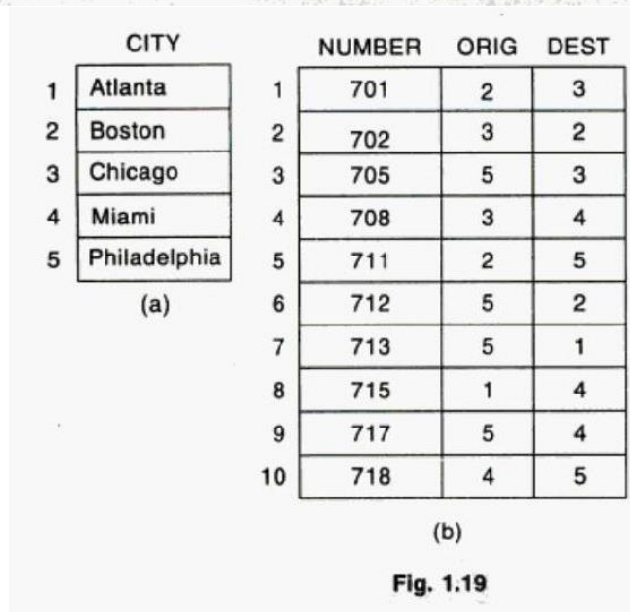 CITY
1 Atlanta
2 Boston
3 Chicago
4 Miami
5 Philadelphia
(a)
NUMBER ORIG DEST
1 701 2 3
2 702 3 2
3 705 5 3
4 708 3 4
5 711 2 5
6 712 5 2
7 713 5 1
8 715 1 4
9 717 5 4
10 718 4 5
(b)
Fig. 1.19